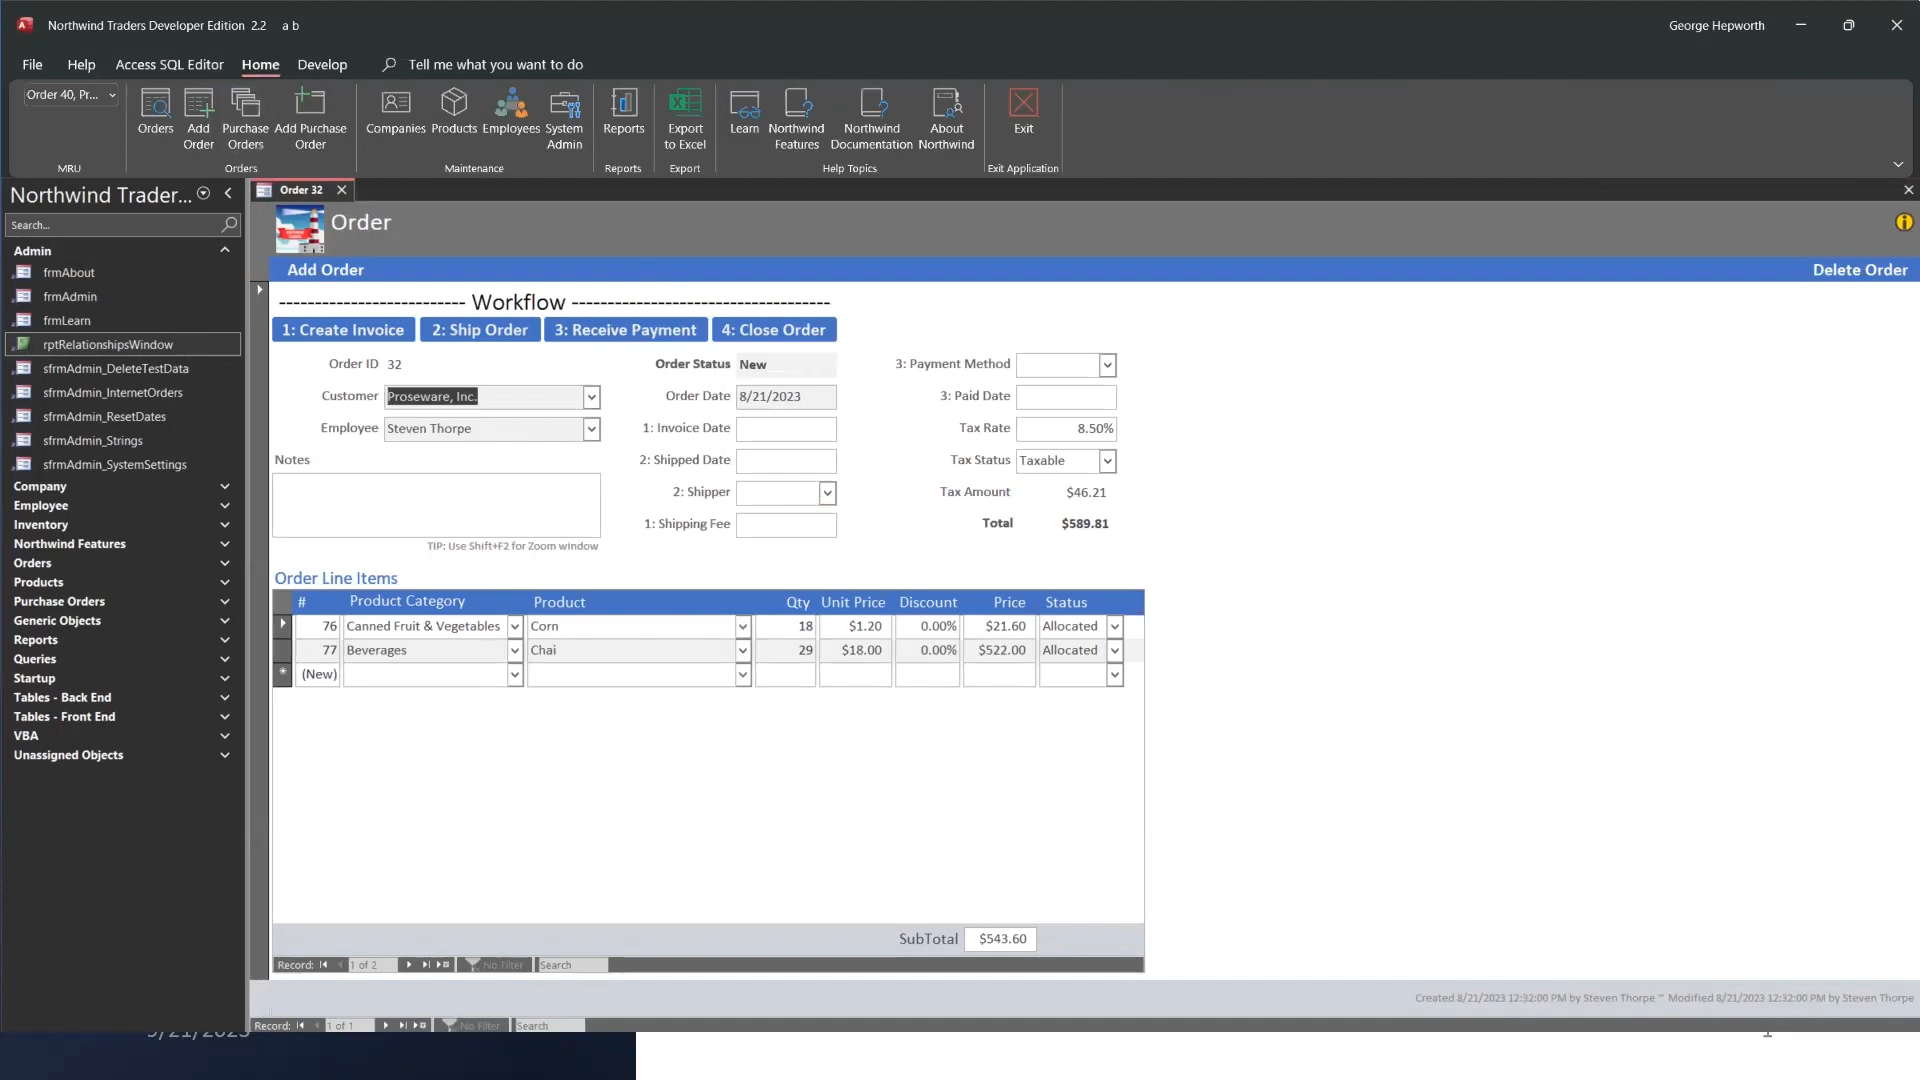 Northwind Traders Developer Edition 2.2 a b
George Hepworth
File Help Access SQL Editor Home Develop Tell me what you want to do
Order 40, Pr...
Orders
Add Order
Purchase Orders
Add Purchase Order
Companies
Products
Employees
System Admin
Reports
Export to Excel
Learn
Northwind Features
Northwind Documentation
About Northwind
Exit
MRU Orders Maintenance Reports Export Help Topics Exit Application
Northwind Trader...
Search...
Admin
frmAbout
frmAdmin
frmLearn
rptRelationshipsWindow
sfrmAdmin_DeleteTestData
sfrmAdmin_InternetOrders
sfrmAdmin_ResetDates
sfrmAdmin_Strings
sfrmAdmin_SystemSettings
Company
Employee
Inventory
Northwind Features
Orders
Products
Purchase Orders
Generic Objects
Reports
Queries
Startup
Tables - Back End
Tables - Front End
VBA
Unassigned Objects
Order 32
Order
Add Order Delete Order
-------------------------- Workflow ------------------------------------
1: Create Invoice 2: Ship Order 3: Receive Payment 4: Close Order
Order ID 32 Order Status New 3: Payment Method
Customer Proseware, Inc. Order Date 8/21/2023 3: Paid Date
Employee Steven Thorpe 1: Invoice Date Tax Rate 8.50%
Notes 2: Shipped Date Tax Status Taxable
2: Shipper Tax Amount $46.21
1: Shipping Fee Total $589.81
TIP: Use Shift+F2 for Zoom window
Order Line Items
# Product Category Product Qty Unit Price Discount Price Status
76 Canned Fruit & Vegetables Corn 18 $1.20 0.00% $21.60 Allocated
77 Beverages Chai 29 $18.00 0.00% $522.00 Allocated
* (New)
SubTotal $543.60
Record: 1 of 2 No Filter Search
Created 8/21/2023 12:32:00 PM by Steven Thorpe ~ Modified 8/21/2023 12:32:00 PM by Steven Thorpe
Record: 1 of 1 No Filter Search